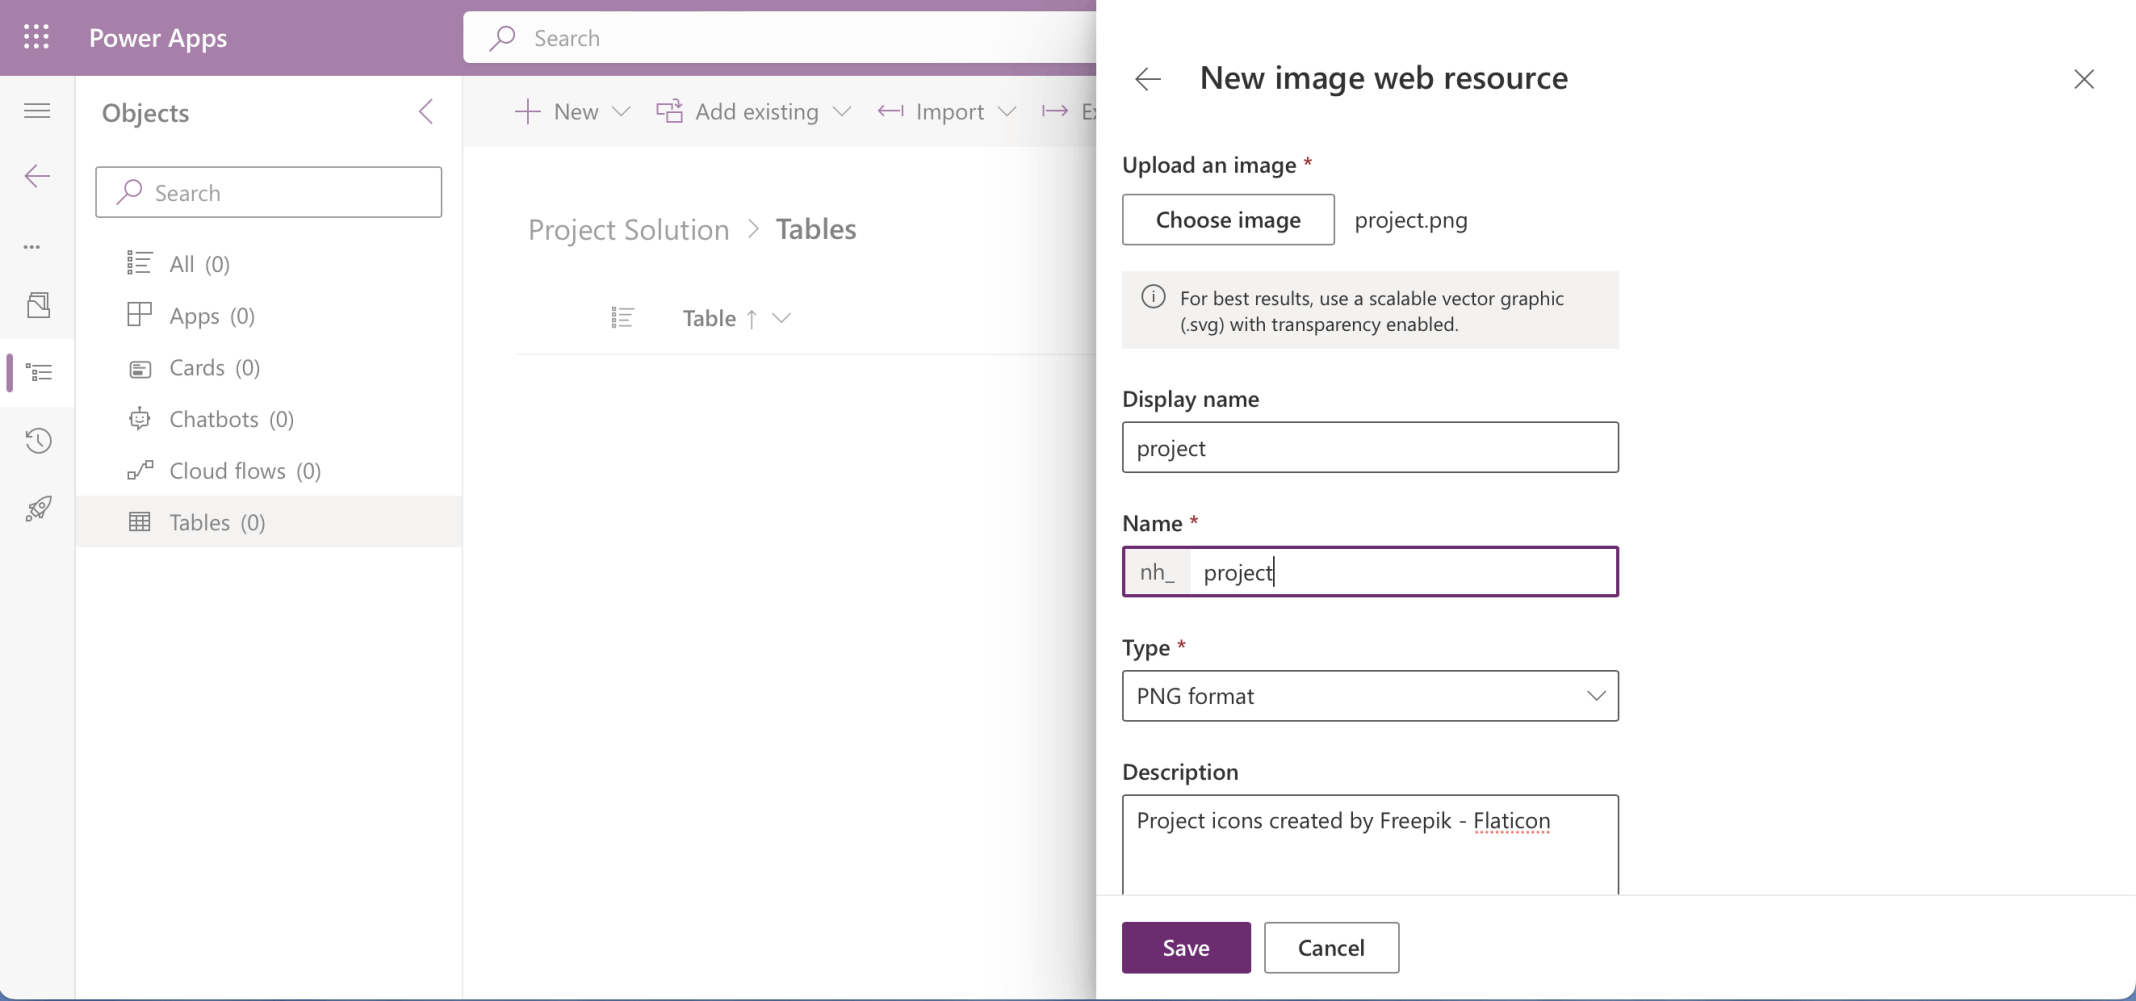 Power Apps
Search
Objects
Search
All (0)
Apps (0)
Cards (0)
Chatbots (0)
Cloud flows (0)
Tables (0)
New
Add existing
Import
Project Solution > Tables
Table ↑
New image web resource
Upload an image *
Choose image
project.png
For best results, use a scalable vector graphic
(.svg) with transparency enabled.
Display name
project
Name *
nh_ project
Type *
PNG format
Description
Project icons created by Freepik - Flaticon
Save
Cancel